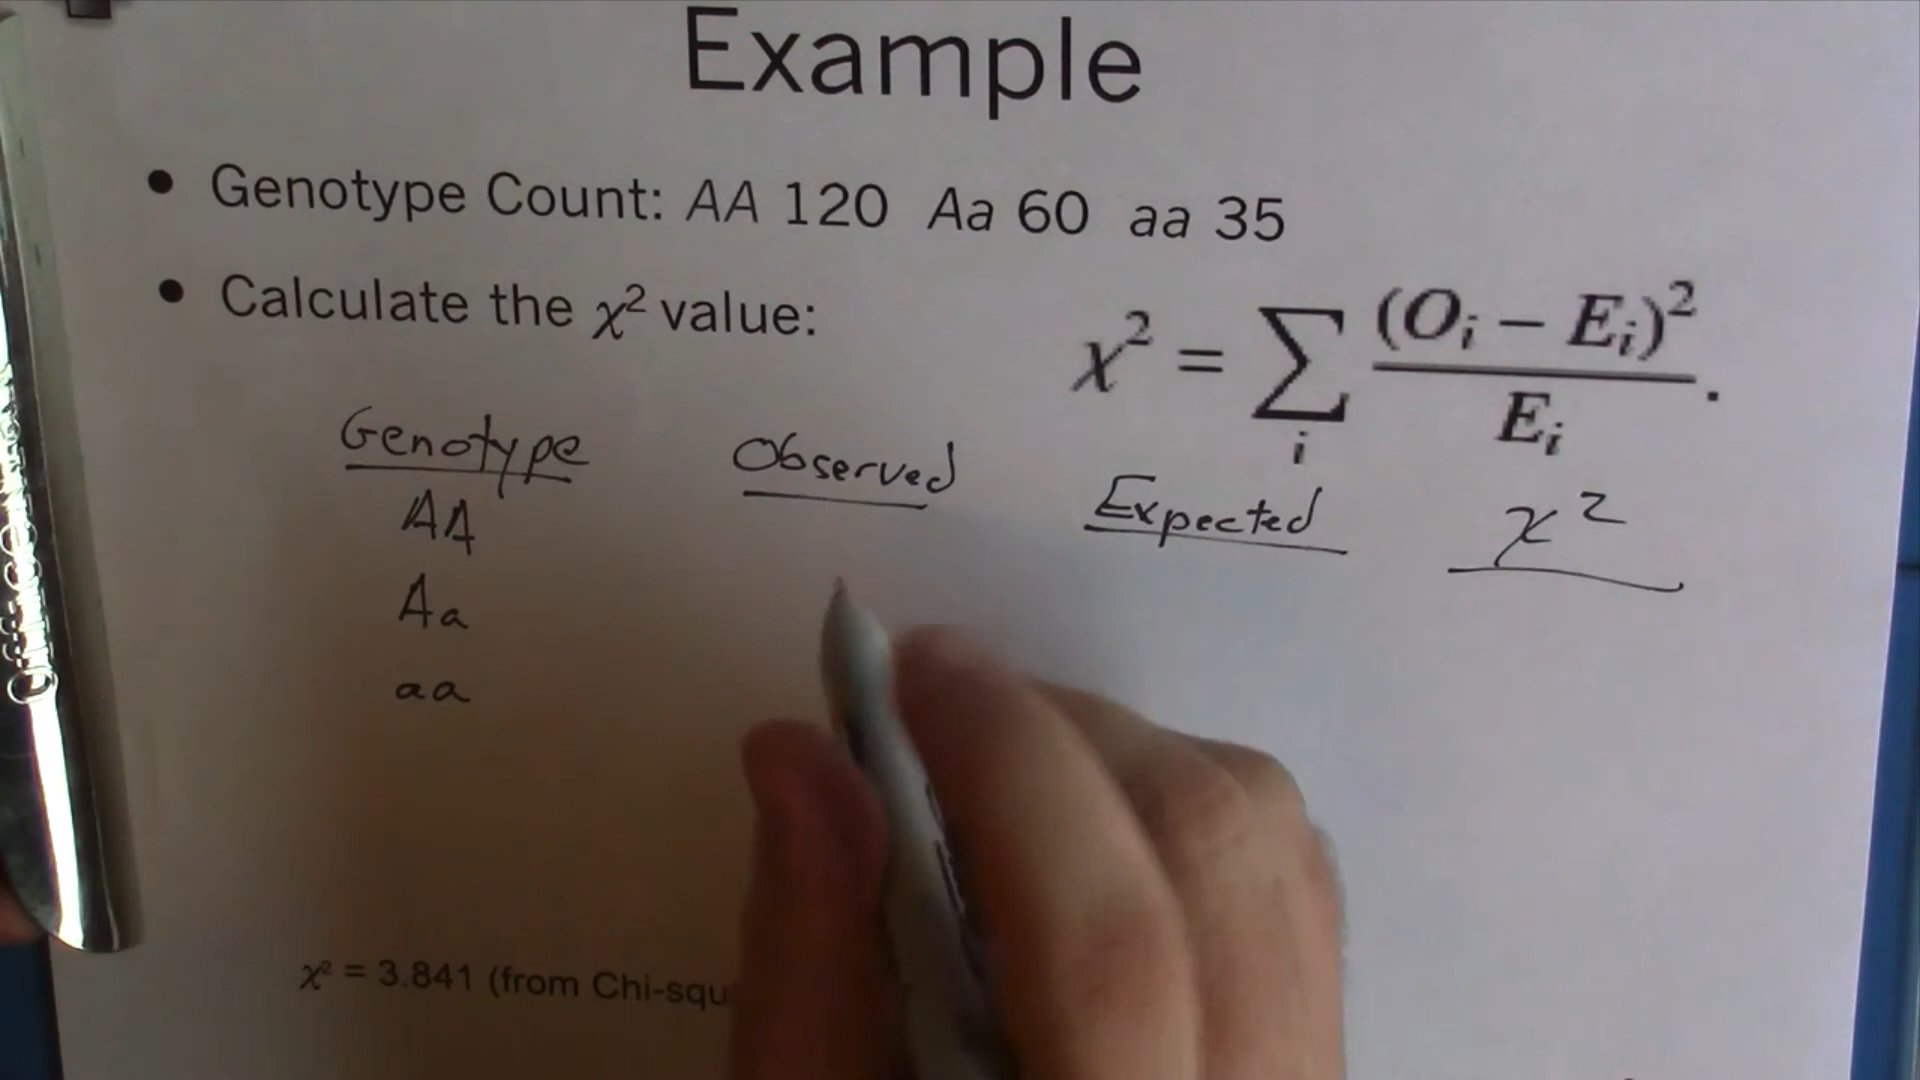 Example
• Genotype Count: AA 120 Aa 60 aa 35
• Calculate the χ² value:
χ² = ∑ i (Oᵢ − Eᵢ)² / Eᵢ .
Genotype Observed Expected χ²
AA
Aa
aa
χ² = 3.841 (from Chi-squ